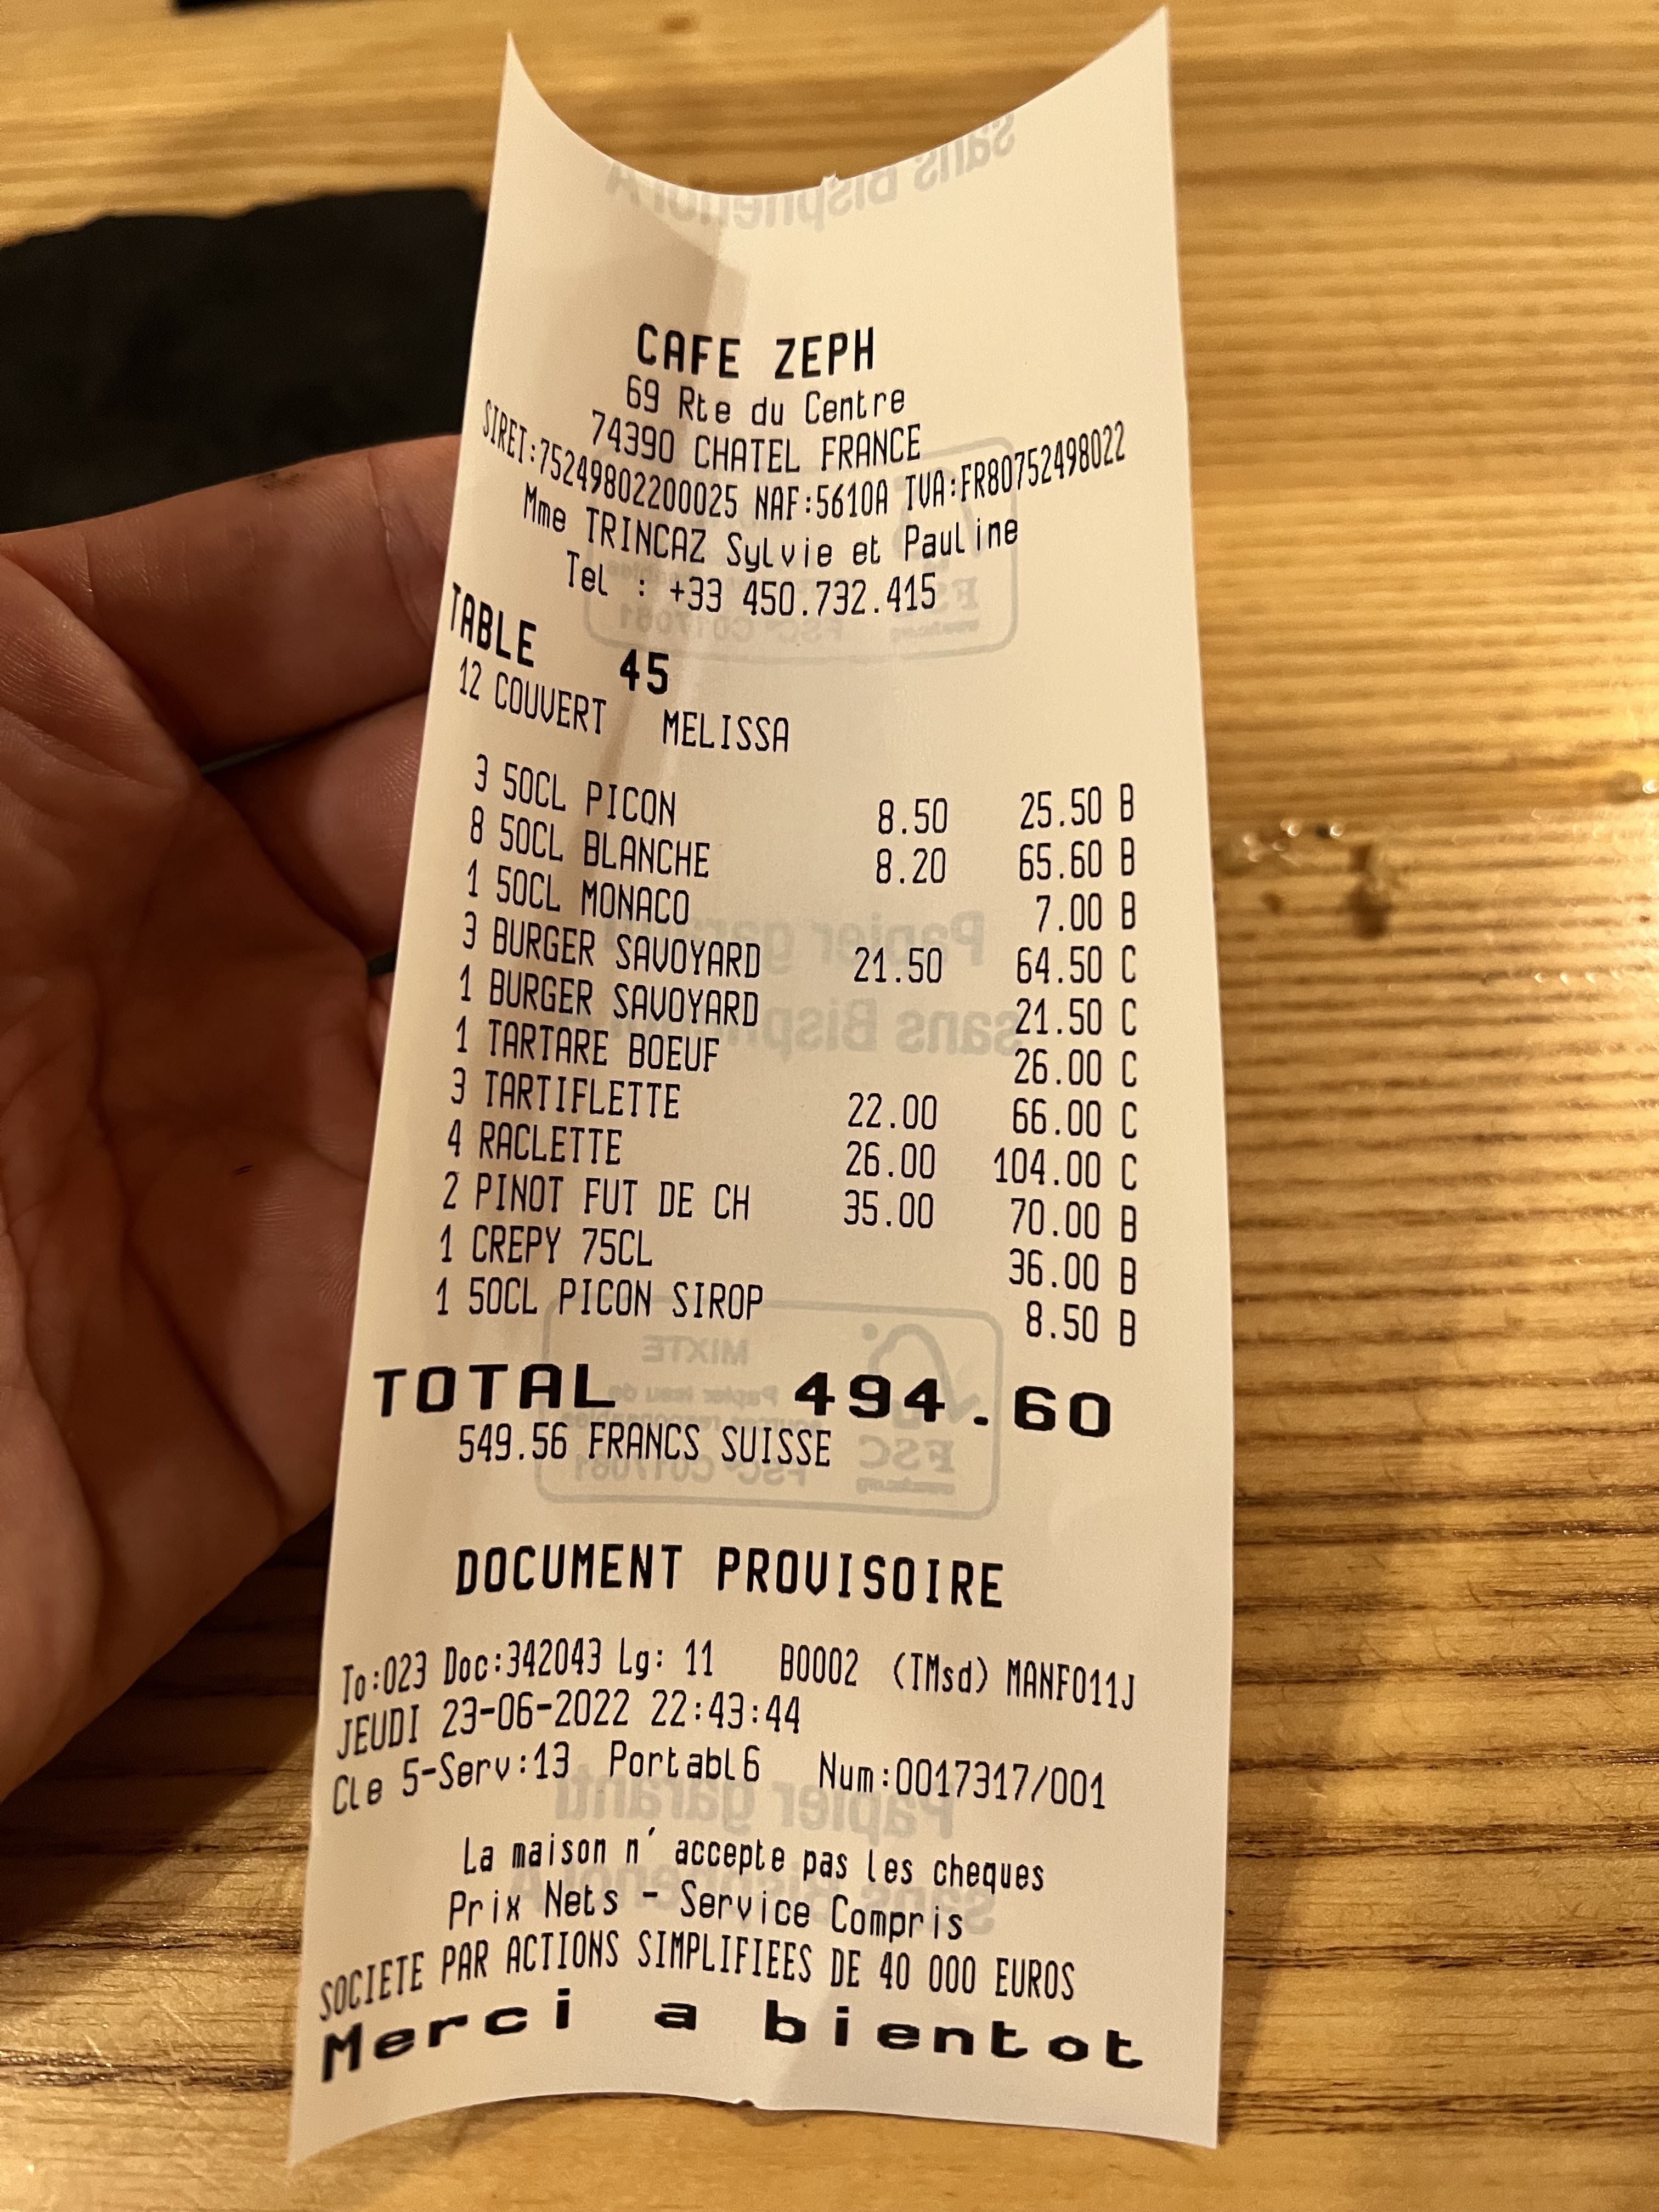 CAFE ZEPH
69 Rte du Centre
74390 CHATEL FRANCE
SIRET:75249802200025 NAF:5610A TVA:FR80752498022
Mme TRINCAZ Sylvie et Pauline
Tel : +33 450.732.415
TABLE 45
12 COUVERT MELISSA
3 50CL PICON 8.50 25.50 B
8 50CL BLANCHE 8.20 65.60 B
1 50CL MONACO 7.00 B
3 BURGER SAVOYARD 21.50 64.50 C
1 BURGER SAVOYARD 21.50 C
1 TARTARE BOEUF 26.00 C
3 TARTIFLETTE 22.00 66.00 C
4 RACLETTE 26.00 104.00 C
2 PINOT FUT DE CH 35.00 70.00 B
1 CREPY 75CL 36.00 B
1 50CL PICON SIROP 8.50 B
TOTAL 494.60
549.56 FRANCS SUISSE
DOCUMENT PROVISOIRE
To:023 Doc:342043 Lg: 11 B0002 (TMsd) MANF011J
JEUDI 23-06-2022 22:43:44
Cle 5-Serv:13 Portabl6 Num:0017317/001
La maison n' accepte pas les cheques
Prix Nets - Service Compris
SOCIETE PAR ACTIONS SIMPLIFIEES DE 40 000 EUROS
Merci a bientot